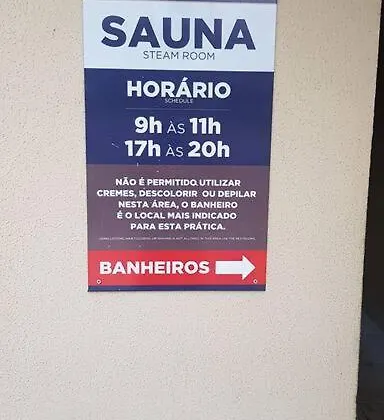 SAUNA
STEAM ROOM
HORÁRIO
SCHEDULE
9h ÀS 11h
17h ÀS 20h
NÃO É PERMITIDO UTILIZAR
CREMES, DESCOLORIR OU DEPILAR
NESTA ÁREA, O BANHEIRO
É O LOCAL MAIS INDICADO
PARA ESTA PRÁTICA.
BANHEIROS